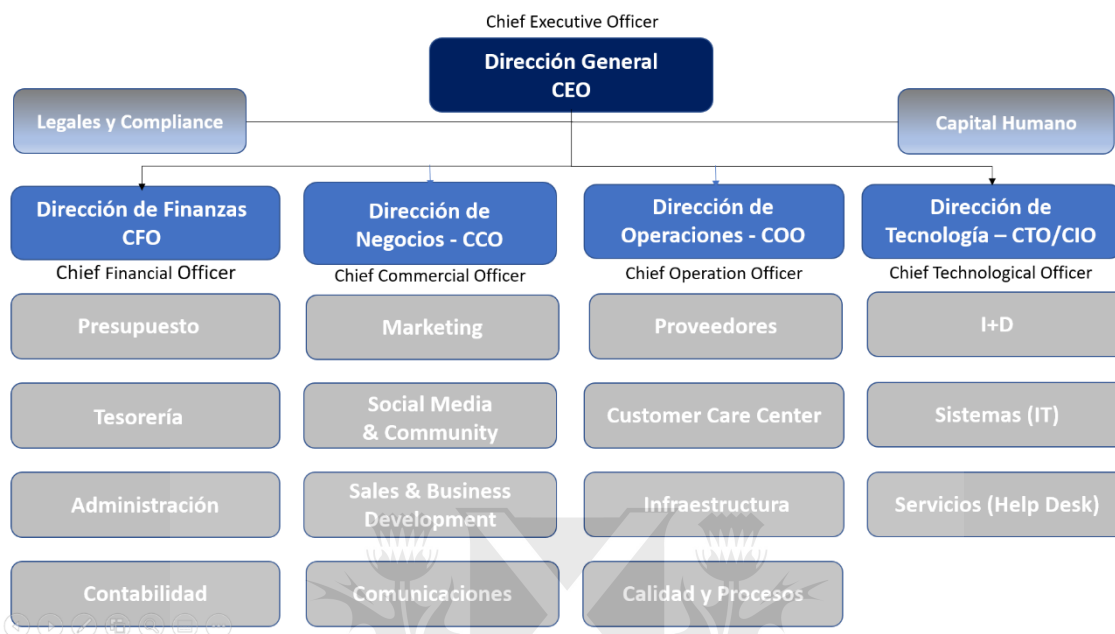 Chief Executive Officer
Dirección General
CEO
Legales y Compliance
Capital Humano
Dirección de Finanzas
CFO
Chief Financial Officer
Dirección de
Negocios - CCO
Chief Commercial Officer
Dirección de
Operaciones - COO
Chief Operation Officer
Dirección de
Tecnología – CTO/CIO
Chief Technological Officer
Presupuesto
Marketing
Proveedores
I+D
Tesorería
Social Media
& Community
Customer Care Center
Sistemas (IT)
Administración
Sales & Business
Development
Infraestructura
Servicios (Help Desk)
Contabilidad
Comunicaciones
Calidad y Procesos